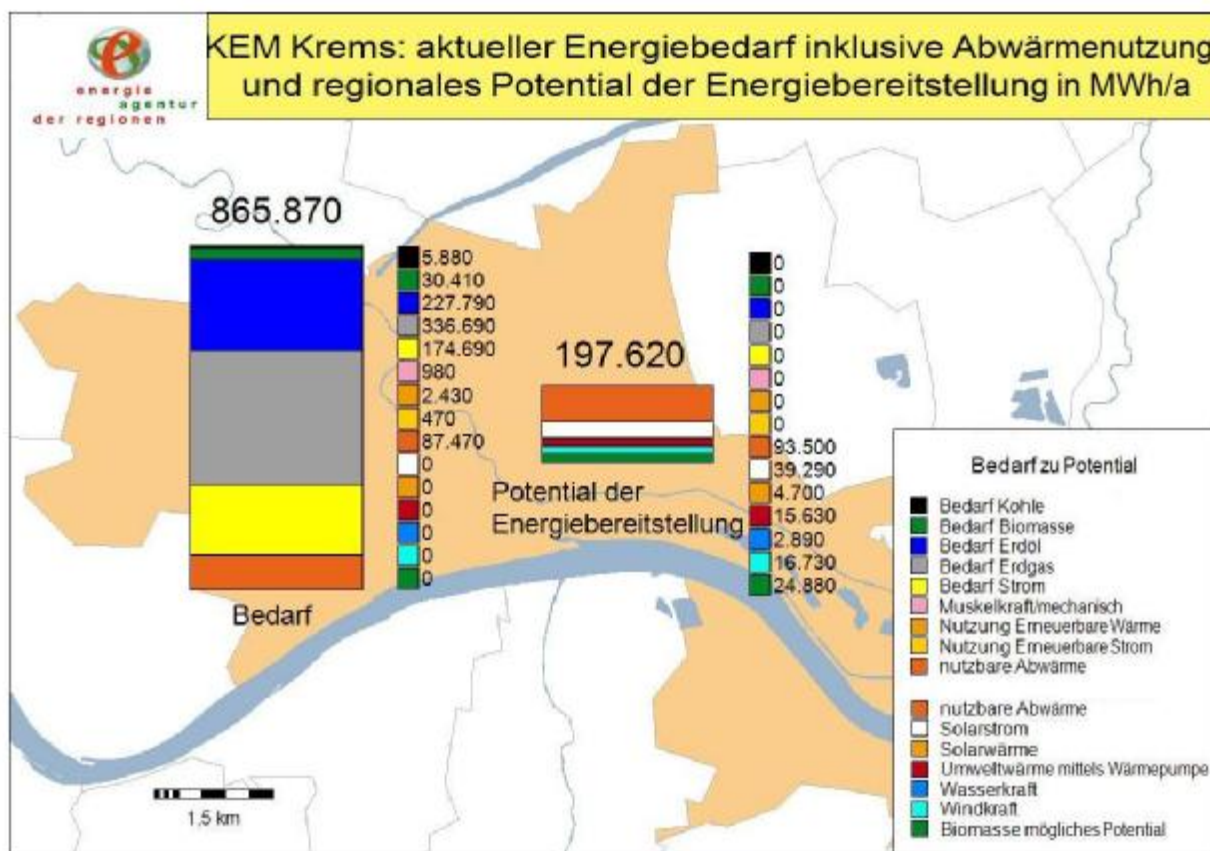 energie
agentur
der regionen
KEM Krems: aktueller Energiebedarf inklusive Abwärmenutzung
und regionales Potential der Energiebereitstellung in MWh/a
865.870
5.880
30.410
227.790
336.690
174.690
980
2.430
470
87.470
0
0
0
0
0
0
Bedarf
197.620
Potential der
Energiebereitstellung
0
0
0
0
0
0
0
0
93.500
39.290
4.700
15.630
2.890
16.730
24.880
Bedarf zu Potential
Bedarf Kohle
Bedarf Biomasse
Bedarf Erdöl
Bedarf Erdgas
Bedarf Strom
Muskelkraft/mechanisch
Nutzung Erneuerbare Wärme
Nutzung Erneuerbare Strom
nutzbare Abwärme
nutzbare Abwärme
Solarstrom
Solarwärme
Umweltwärme mittels Wärmepumpe
Wasserkraft
Windkraft
Biomasse mögliches Potential
1,5 km